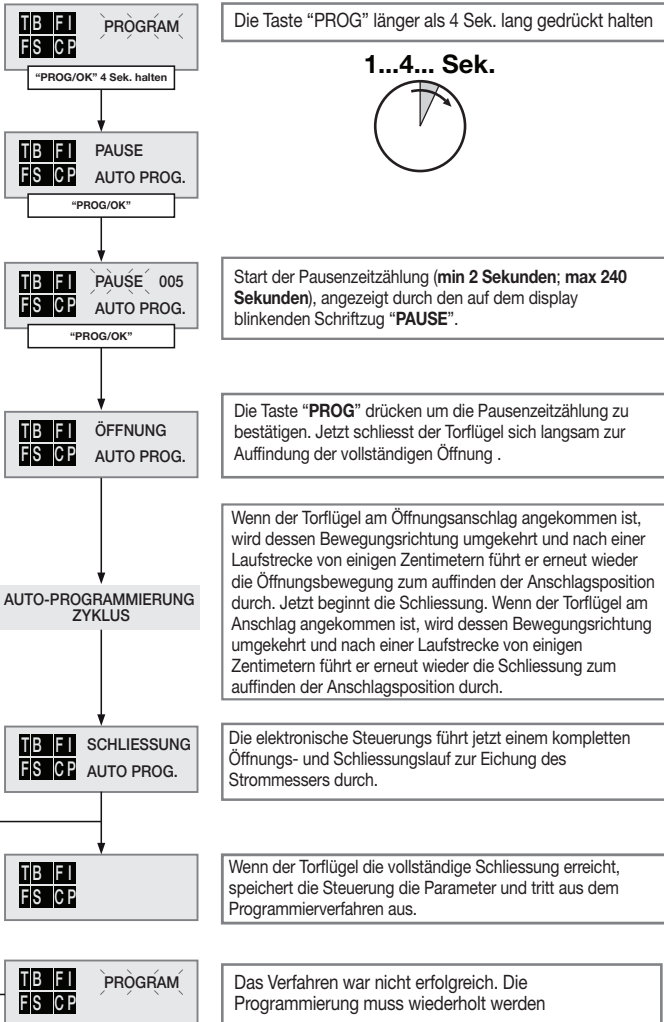 TB FI PROGRAM
FS CP
"PROG/OK" 4 Sek. halten
Die Taste “PROG” länger als 4 Sek. lang gedrückt halten
1...4... Sek.
TB FI PAUSE
FS CP AUTO PROG.
"PROG/OK"
TB FI PAUSE 005
FS CP AUTO PROG.
"PROG/OK"
Start der Pausenzeitzählung (min 2 Sekunden; max 240
Sekunden), angezeigt durch den auf dem display
blinkenden Schriftzug “PAUSE”.
TB FI ÖFFNUNG
FS CP AUTO PROG.
Die Taste “PROG” drücken um die Pausenzeitzählung zu
bestätigen. Jetzt schliesst der Torflügel sich langsam zur
Auffindung der vollständigen Öffnung .
AUTO-PROGRAMMIERUNG
ZYKLUS
Wenn der Torflügel am Öffnungsanschlag angekommen ist,
wird dessen Bewegungsrichtung umgekehrt und nach einer
Laufstrecke von einigen Zentimetern führt er erneut wieder
die Öffnungsbewegung zum auffinden der Anschlagsposition
durch. Jetzt beginnt die Schliessung. Wenn der Torflügel am
Anschlag angekommen ist, wird dessen Bewegungsrichtung
umgekehrt und nach einer Laufstrecke von einigen
Zentimetern führt er erneut wieder die Schliessung zum
auffinden der Anschlagsposition durch.
TB FI SCHLIESSUNG
FS CP AUTO PROG.
Die elektronische Steuerungs führt jetzt einem kompletten
Öffnungs- und Schliessungslauf zur Eichung des
Strommessers durch.
TB FI
FS CP
Wenn der Torflügel die vollständige Schliessung erreicht,
speichert die Steuerung die Parameter und tritt aus dem
Programmierverfahren aus.
TB FI PROGRAM
FS CP
Das Verfahren war nicht erfolgreich. Die
Programmierung muss wiederholt werden